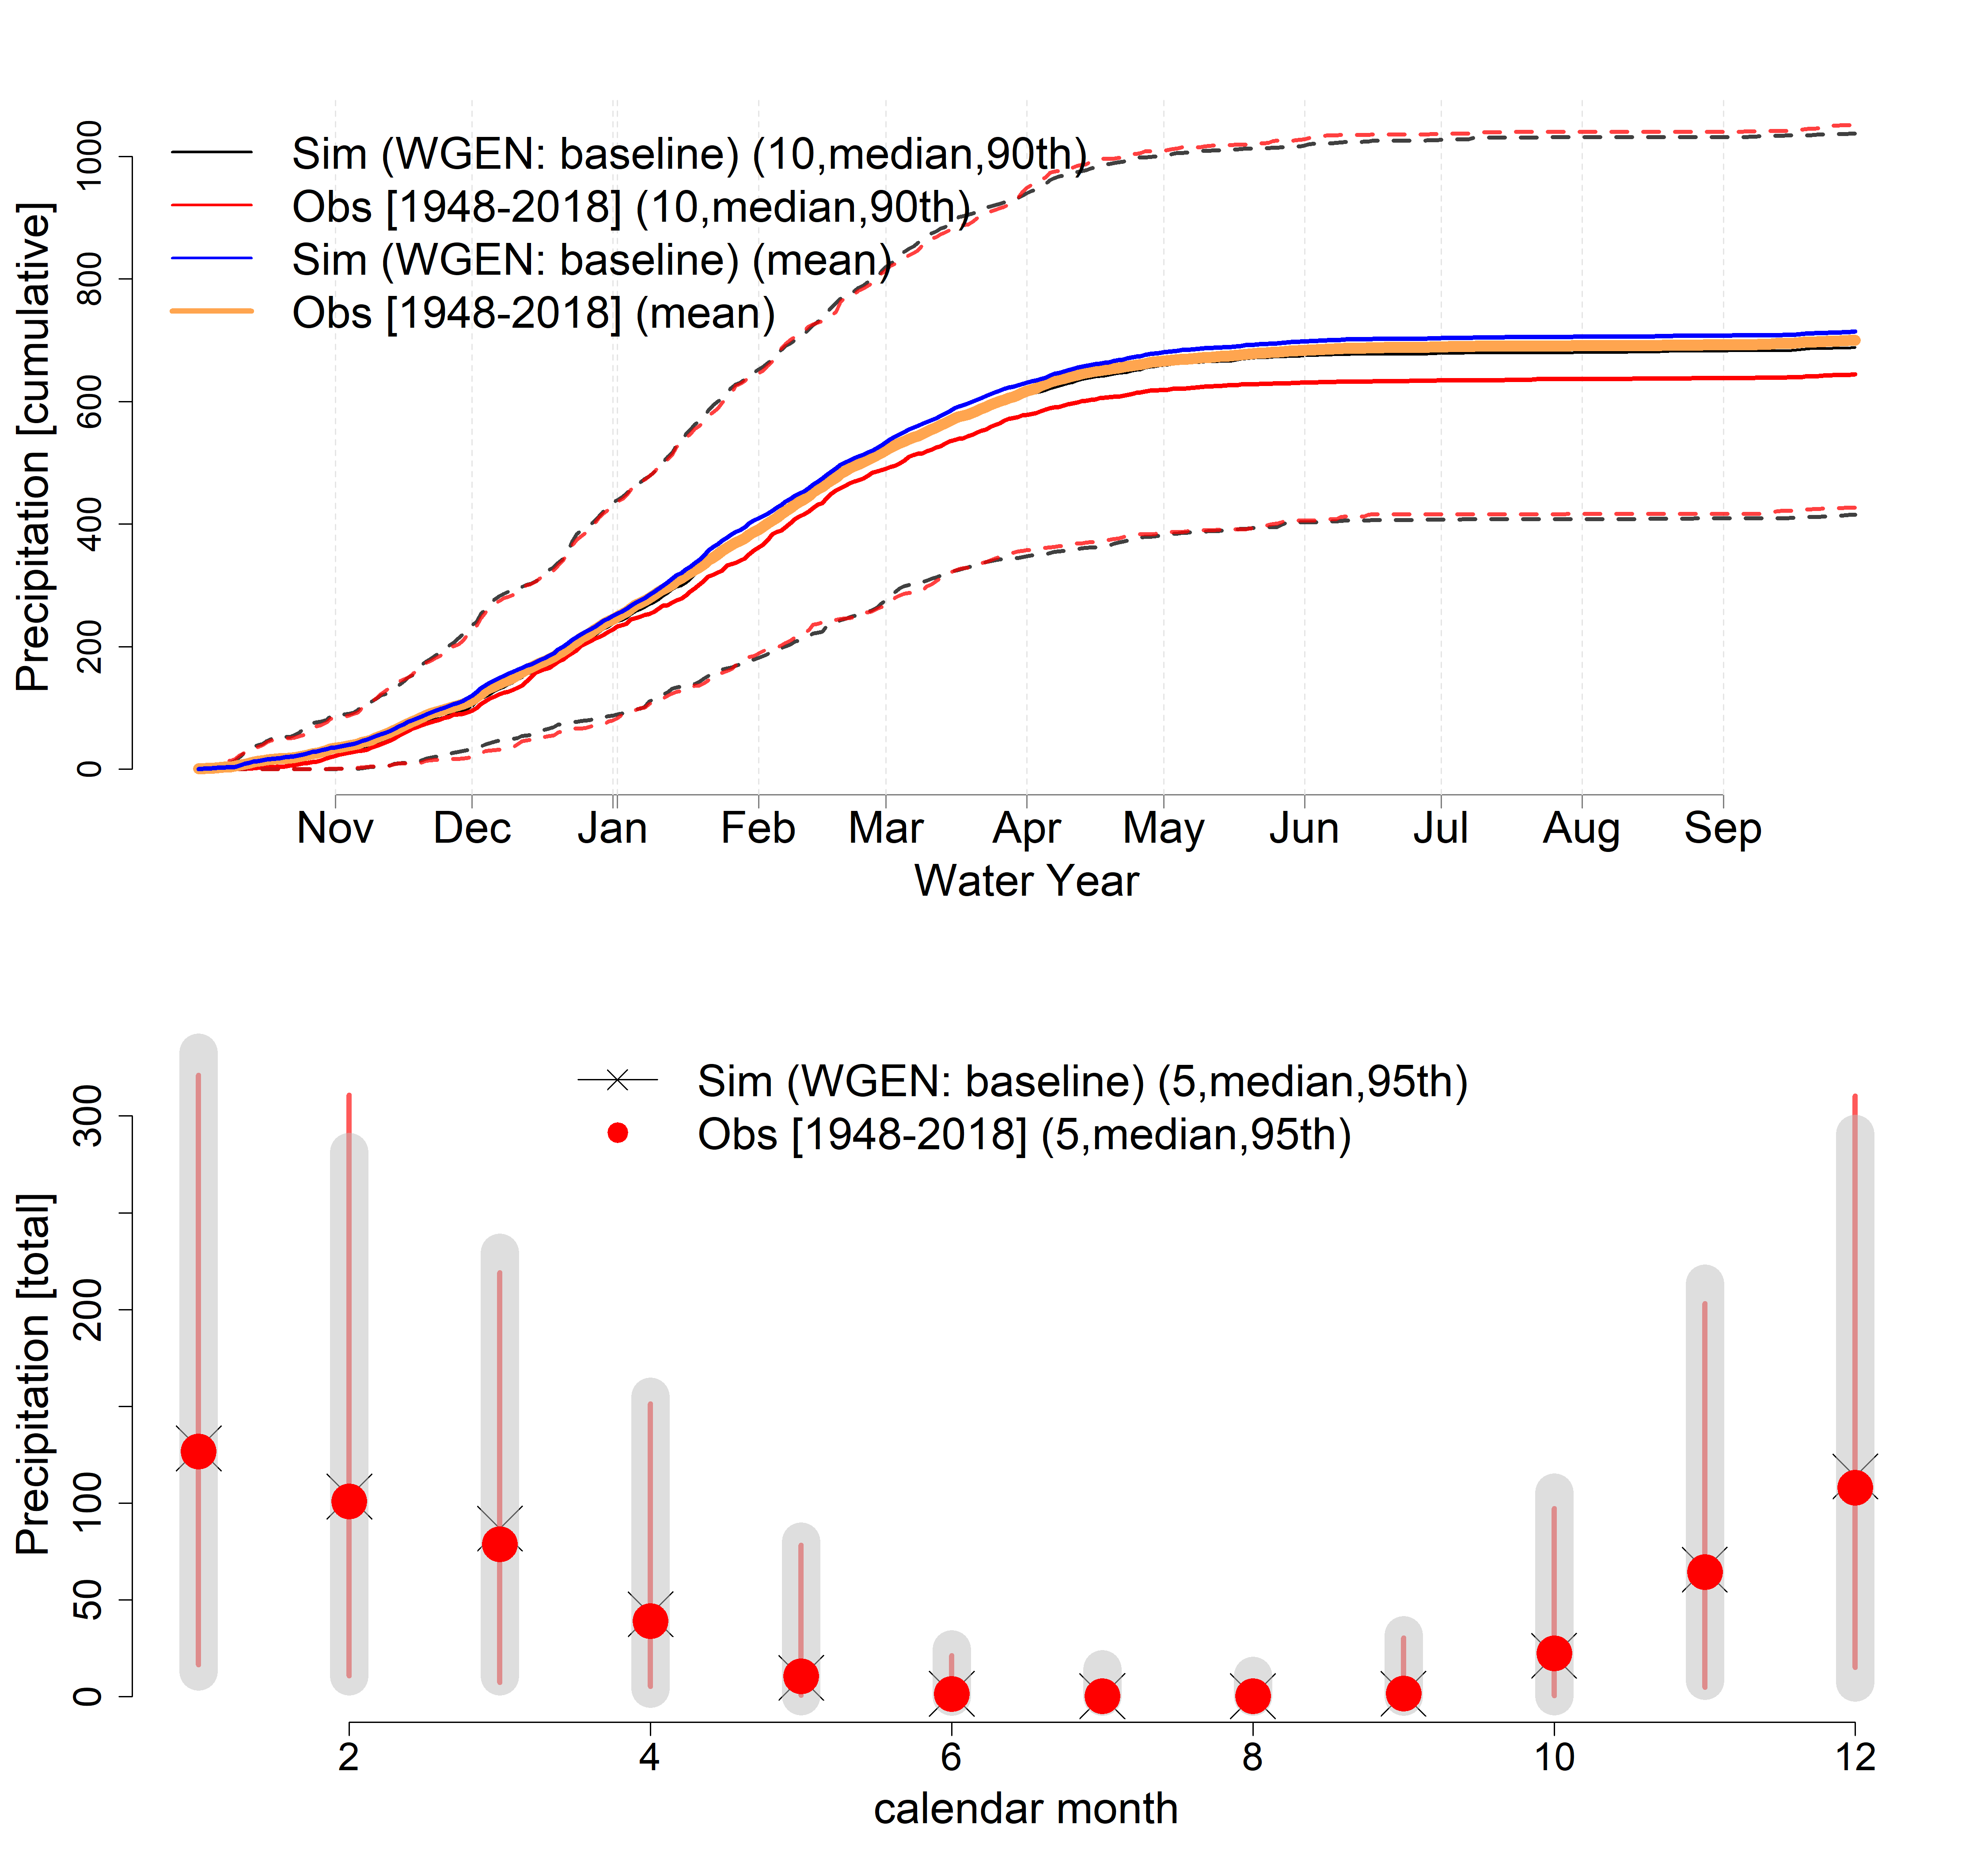 Precipitation [cumulative]
1000
800
600
400
200
0
Sim (WGEN: baseline) (10,median,90th)
Obs [1948-2018] (10,median,90th)
Sim (WGEN: baseline) (mean)
Obs [1948-2018] (mean)
Nov Dec Jan Feb Mar Apr May Jun Jul Aug Sep
Water Year
Precipitation [total]
300
200
100
50
0
Sim (WGEN: baseline) (5,median,95th)
Obs [1948-2018] (5,median,95th)
2 4 6 8 10 12
calendar month